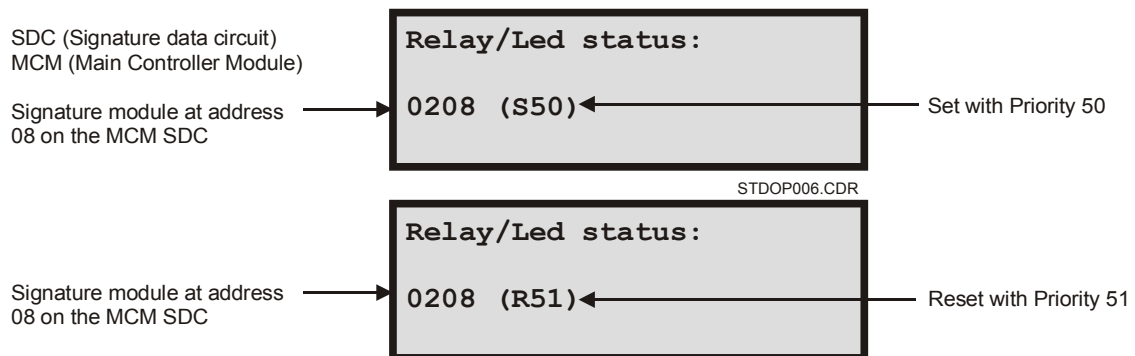 SDC (Signature data circuit)
MCM (Main Controller Module)
Signature module at address
08 on the MCM SDC
Relay/Led status:
0208 (S50)
Set with Priority 50
STDOP006.CDR
Signature module at address
08 on the MCM SDC
Relay/Led status:
0208 (R51)
Reset with Priority 51